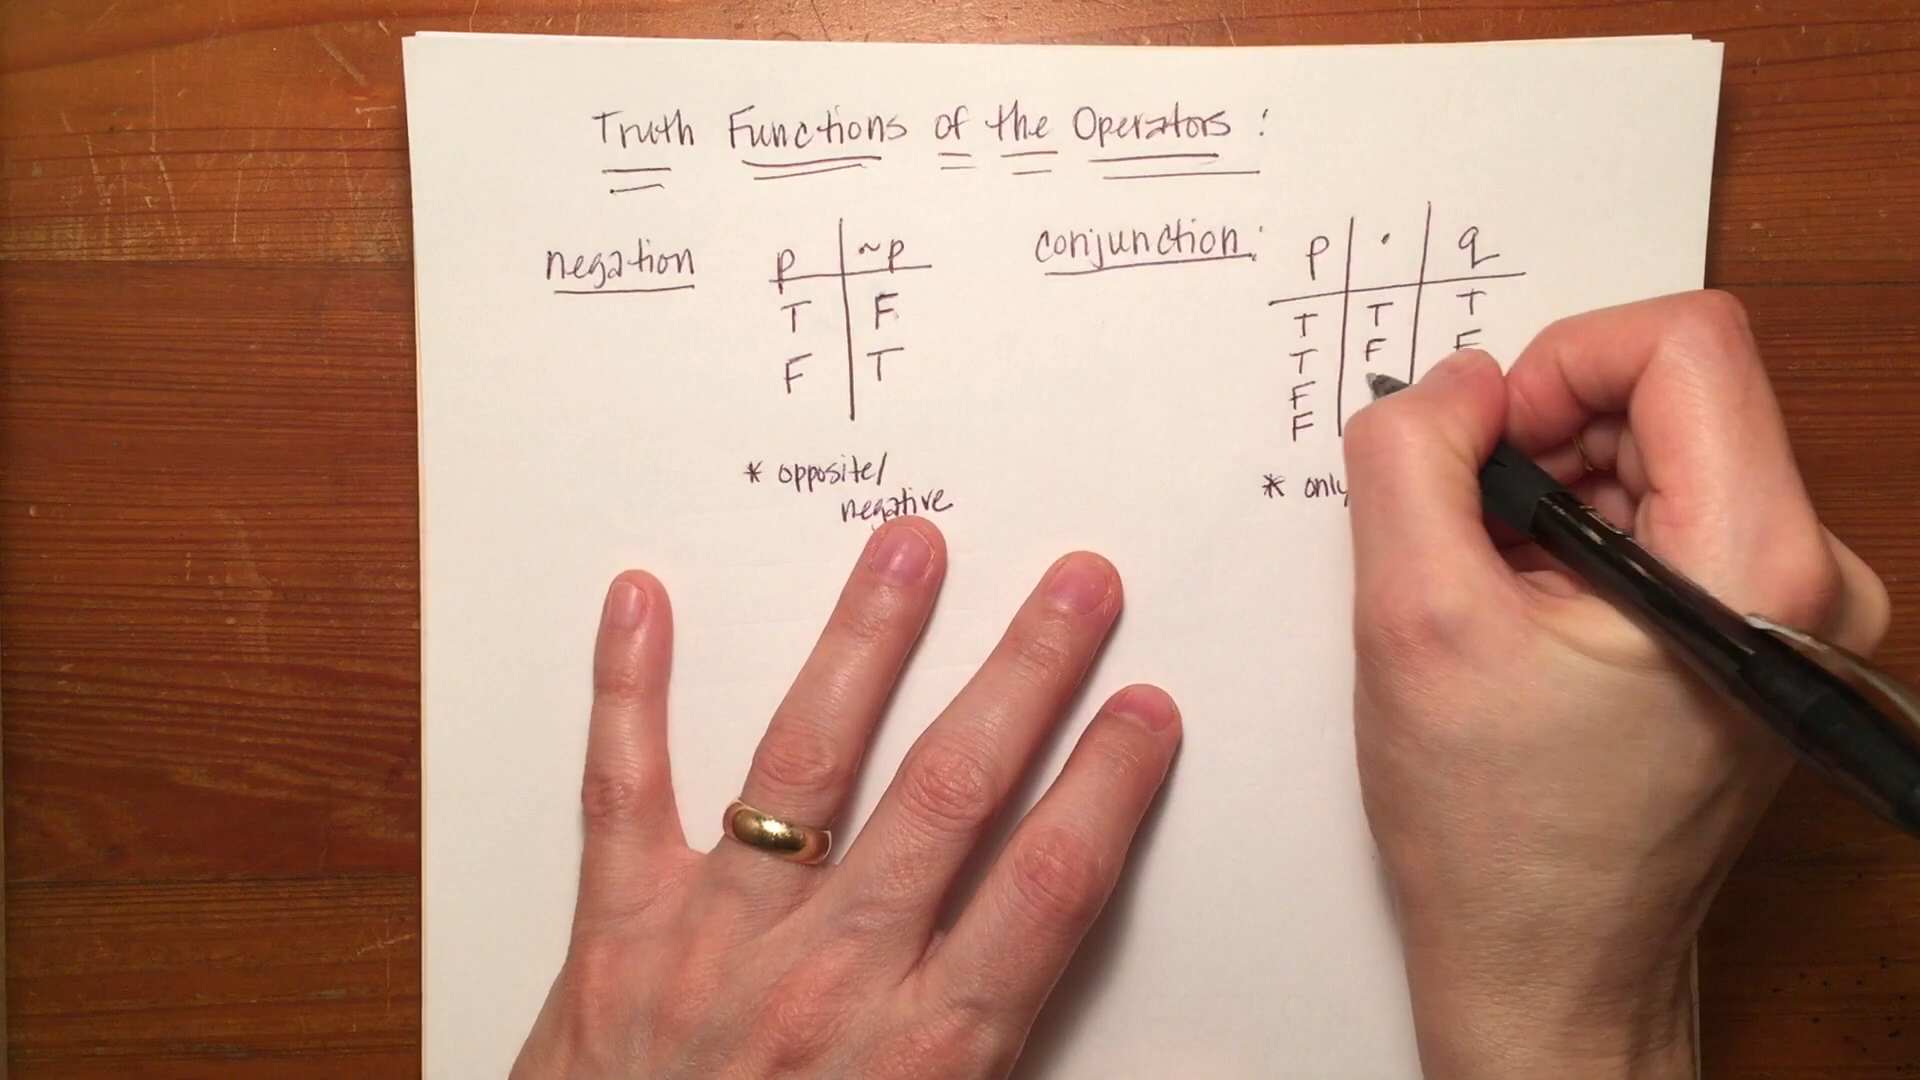 Truth Functions of the Operators :
negation
p ~p
T F
F T
* opposite/
negative
conjunction:
p · q
T T T
T F F
F
F
* only